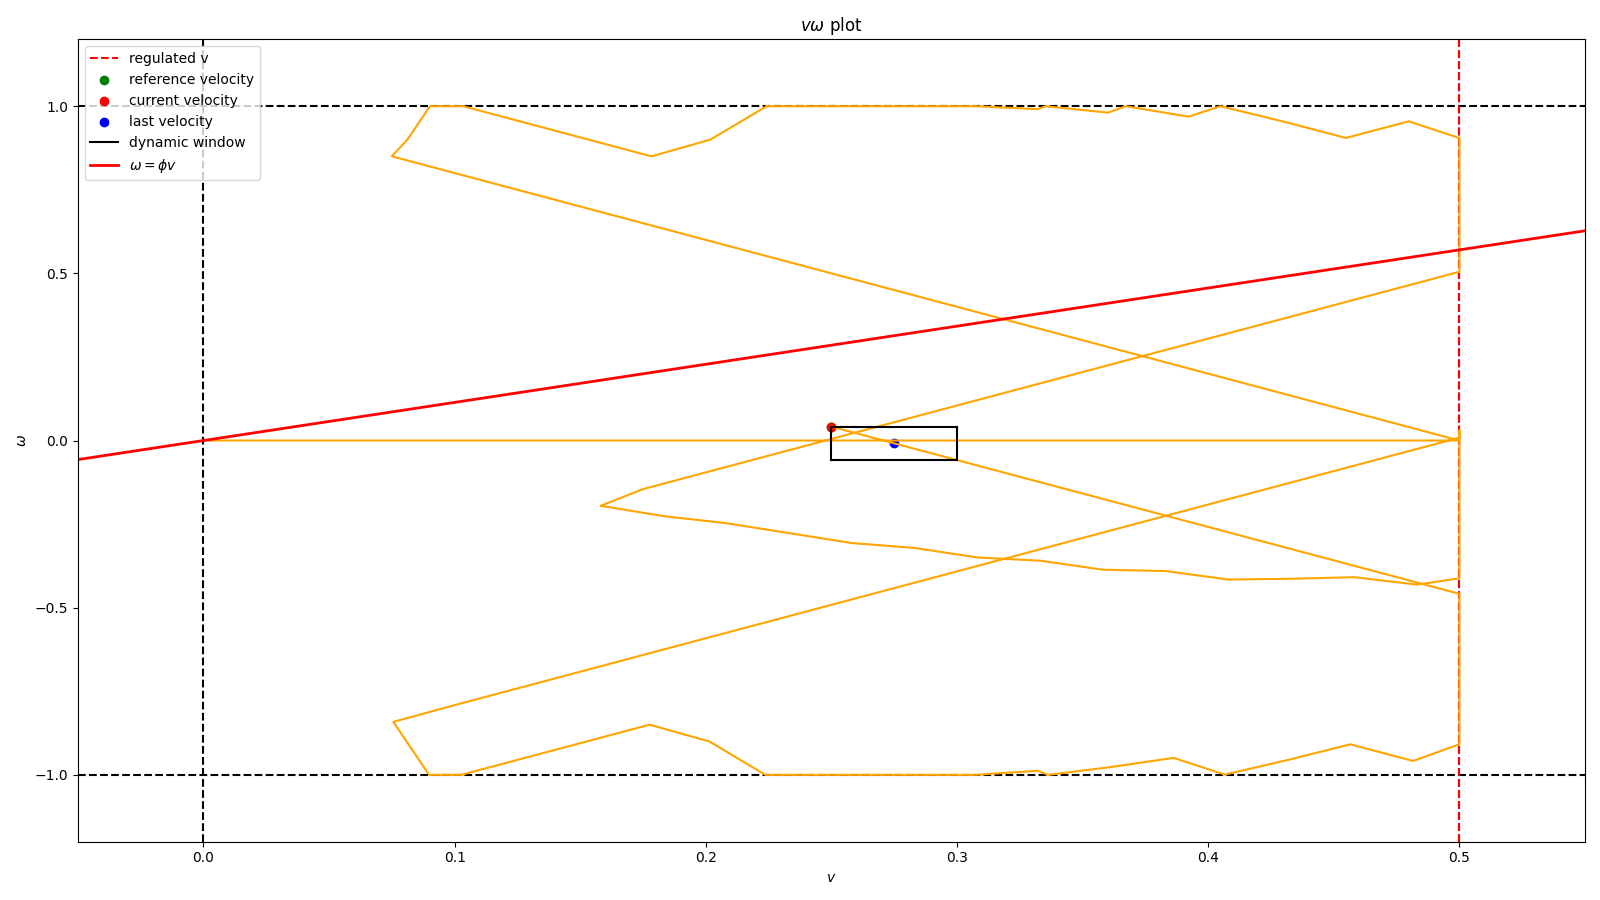 vω plot
regulated v
reference velocity
current velocity
last velocity
dynamic window
ω = ϕv
1.0
0.5
0.0
−0.5
−1.0
ω
0.0 0.1 0.2 0.3 0.4 0.5
v